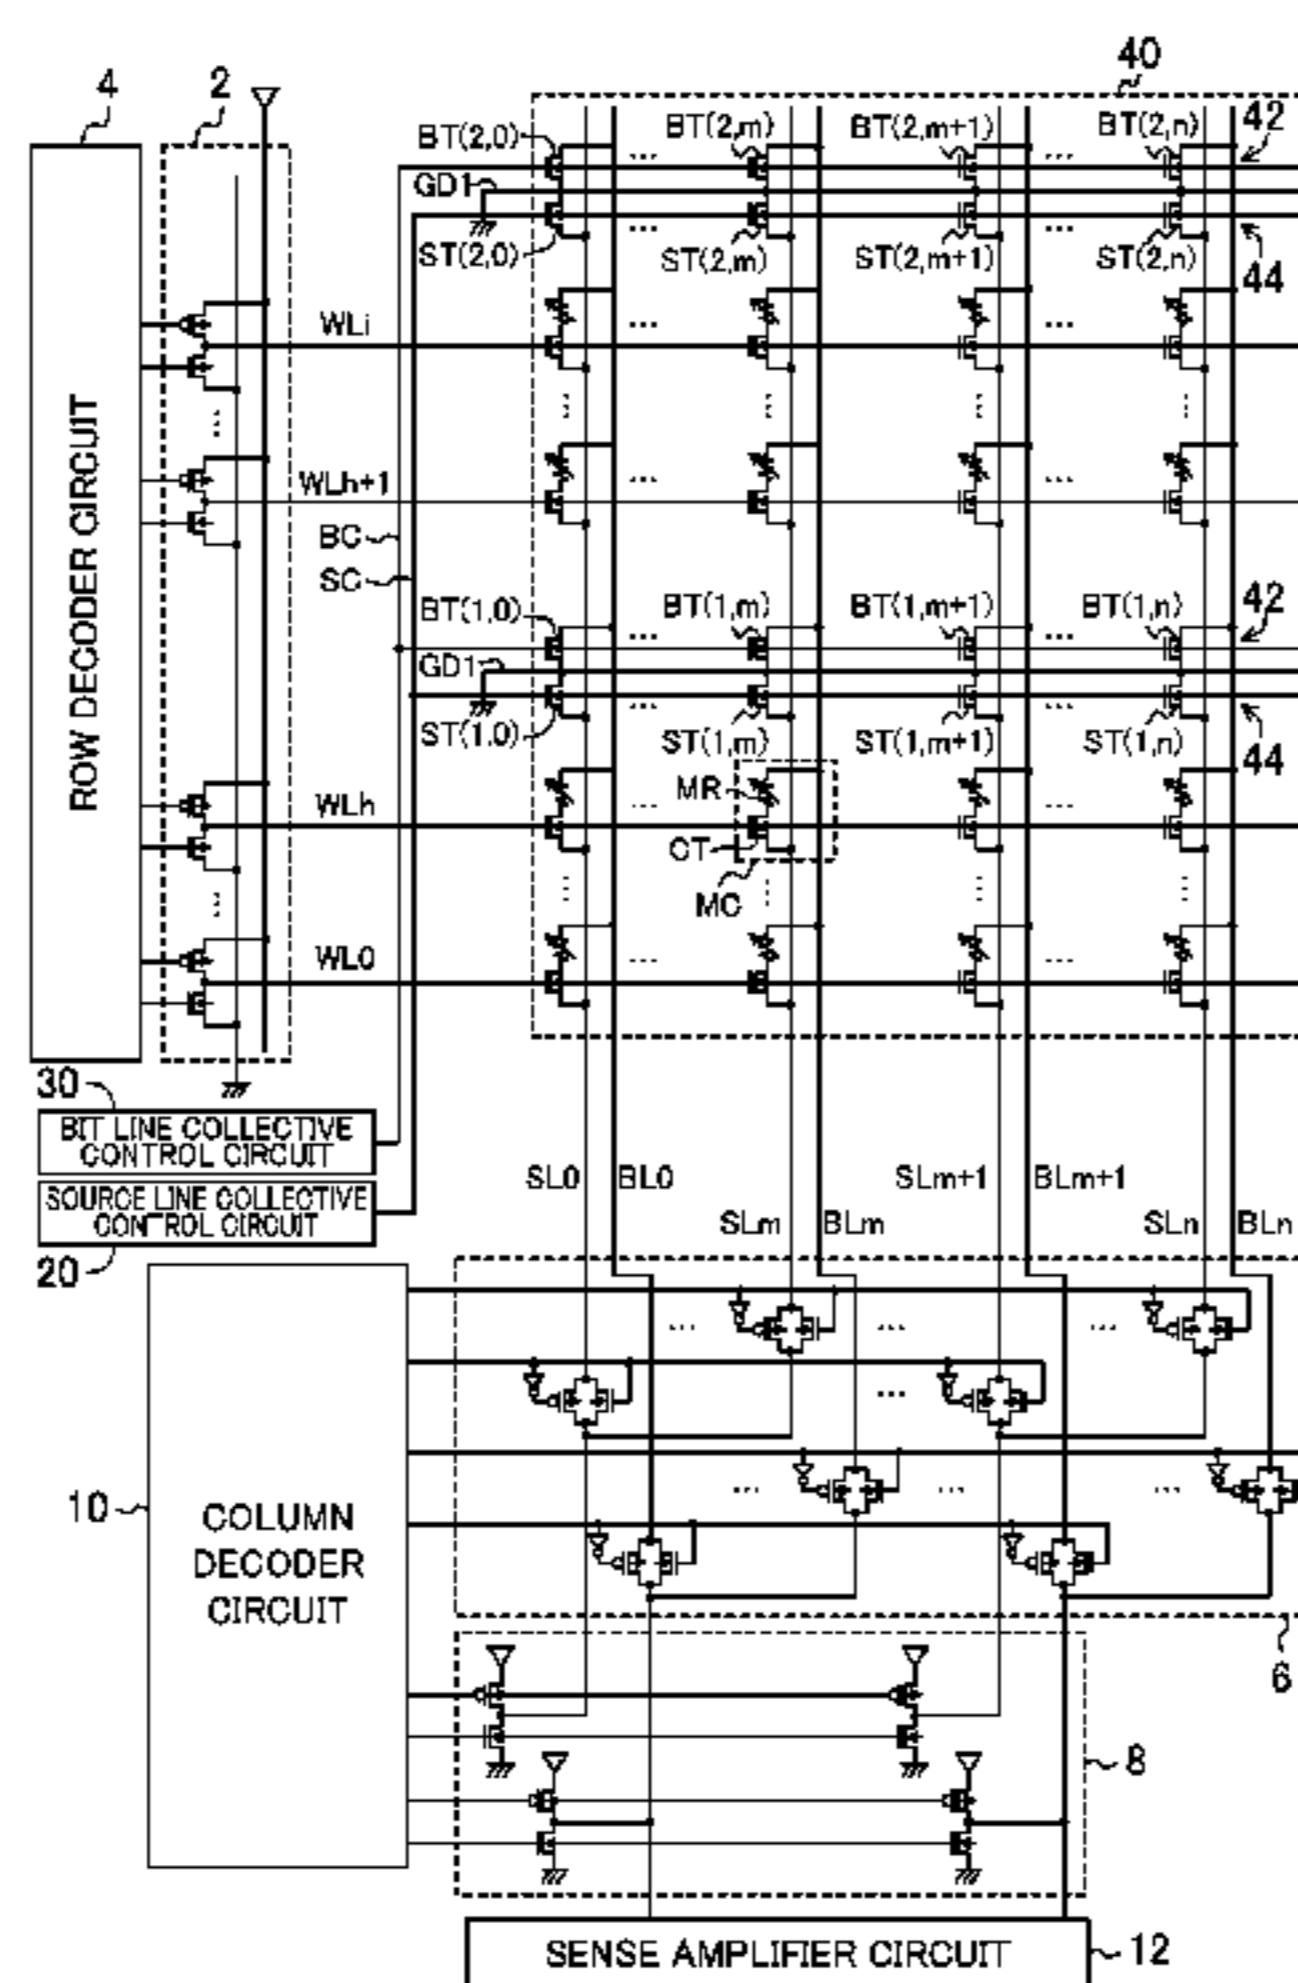 40
4
2
BT(2,0)
BT(2,m)
BT(2,m+1)
BT(2,n)
42
GD1
ST(2,0)
ST(2,m)
ST(2,m+1)
ST(2,n)
44
WLi
WLh+1
BC
SC
ROW DECODER CIRCUIT
BT(1,0)
BT(1,m)
BT(1,m+1)
BT(1,n)
42
GD1
ST(1,0)
ST(1,m)
ST(1,m+1)
ST(1,n)
44
WLh
MR
CT
MC
WL0
30
BIT LINE COLLECTIVE
CONTROL CIRCUIT
SOURCE LINE COLLECTIVE
CONTROL CIRCUIT
20
SL0
BL0
SLm+1
BLm+1
SLm
BLm
SLn
BLn
10
COLUMN
DECODER
CIRCUIT
6
8
SENSE AMPLIFIER CIRCUIT
12